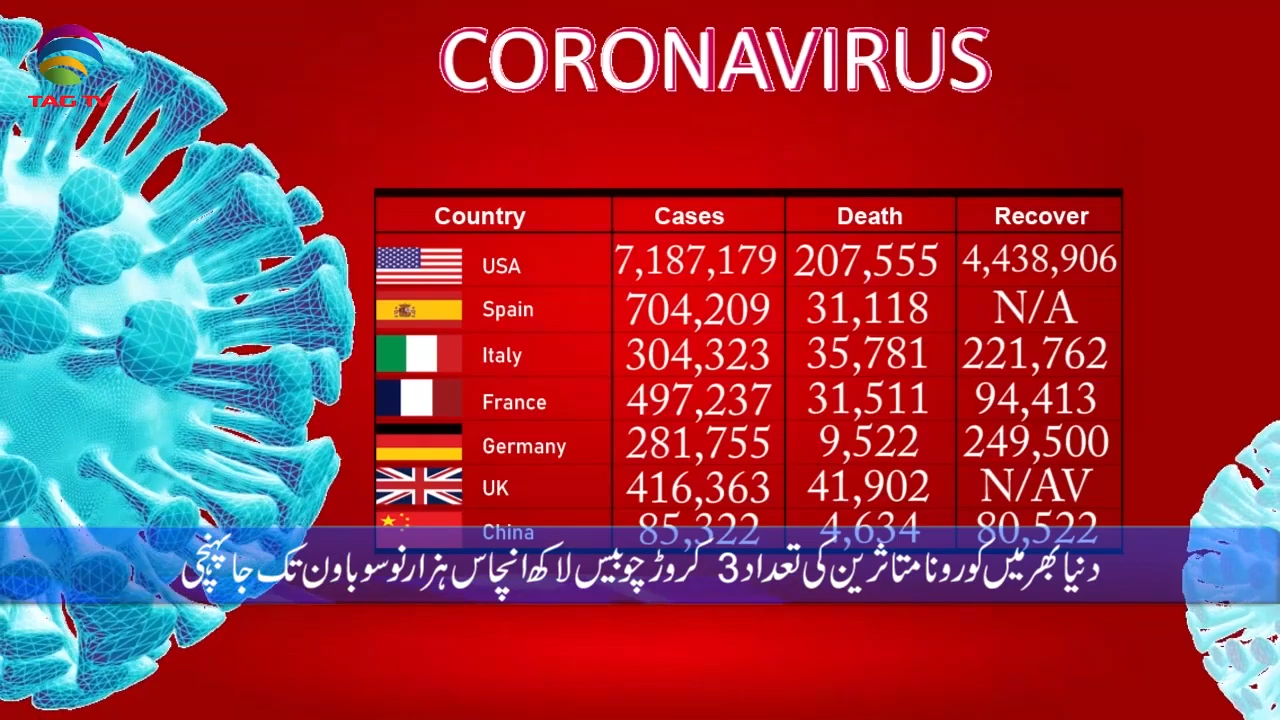 TAG TV
CORONAVIRUS
Country Cases Death Recover
USA 7,187,179 207,555 4,438,906
Spain 704,209 31,118 N/A
Italy 304,323 35,781 221,762
France 497,237 31,511 94,413
Germany 281,755 9,522 249,500
UK 416,363 41,902 N/AV
China 85,322 4,634 80,522
دنیا بھر میں کورونا متاثرین کی تعداد 3 کروڑ چوبیس لاکھ انچاس ہزار نو سو باون تک جا پہنچی